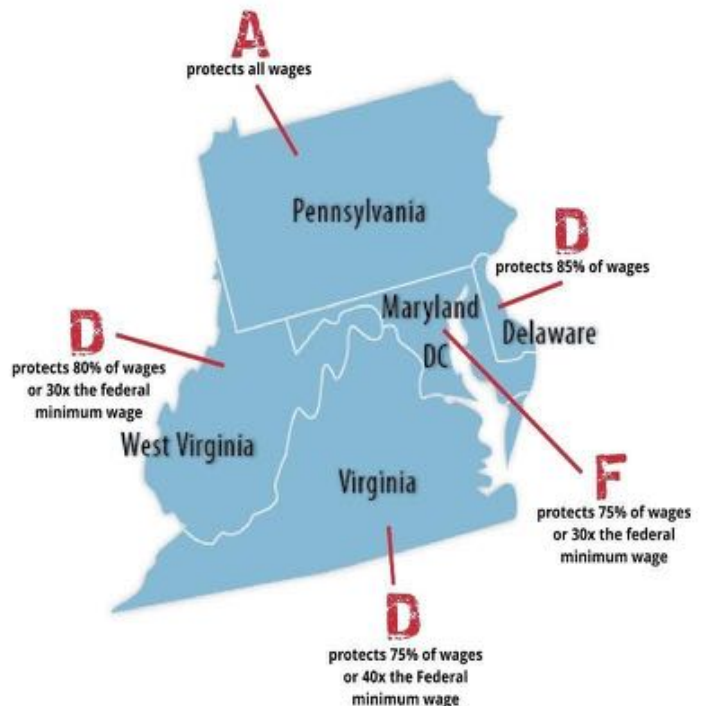 A
protects all wages
Pennsylvania
D
protects 85% of wages
Maryland
Delaware
DC
D
protects 80% of wages
or 30x the federal
minimum wage
West Virginia
Virginia
F
protects 75% of wages
or 30x the federal
minimum wage
D
protects 75% of wages
or 40x the Federal
minimum wage